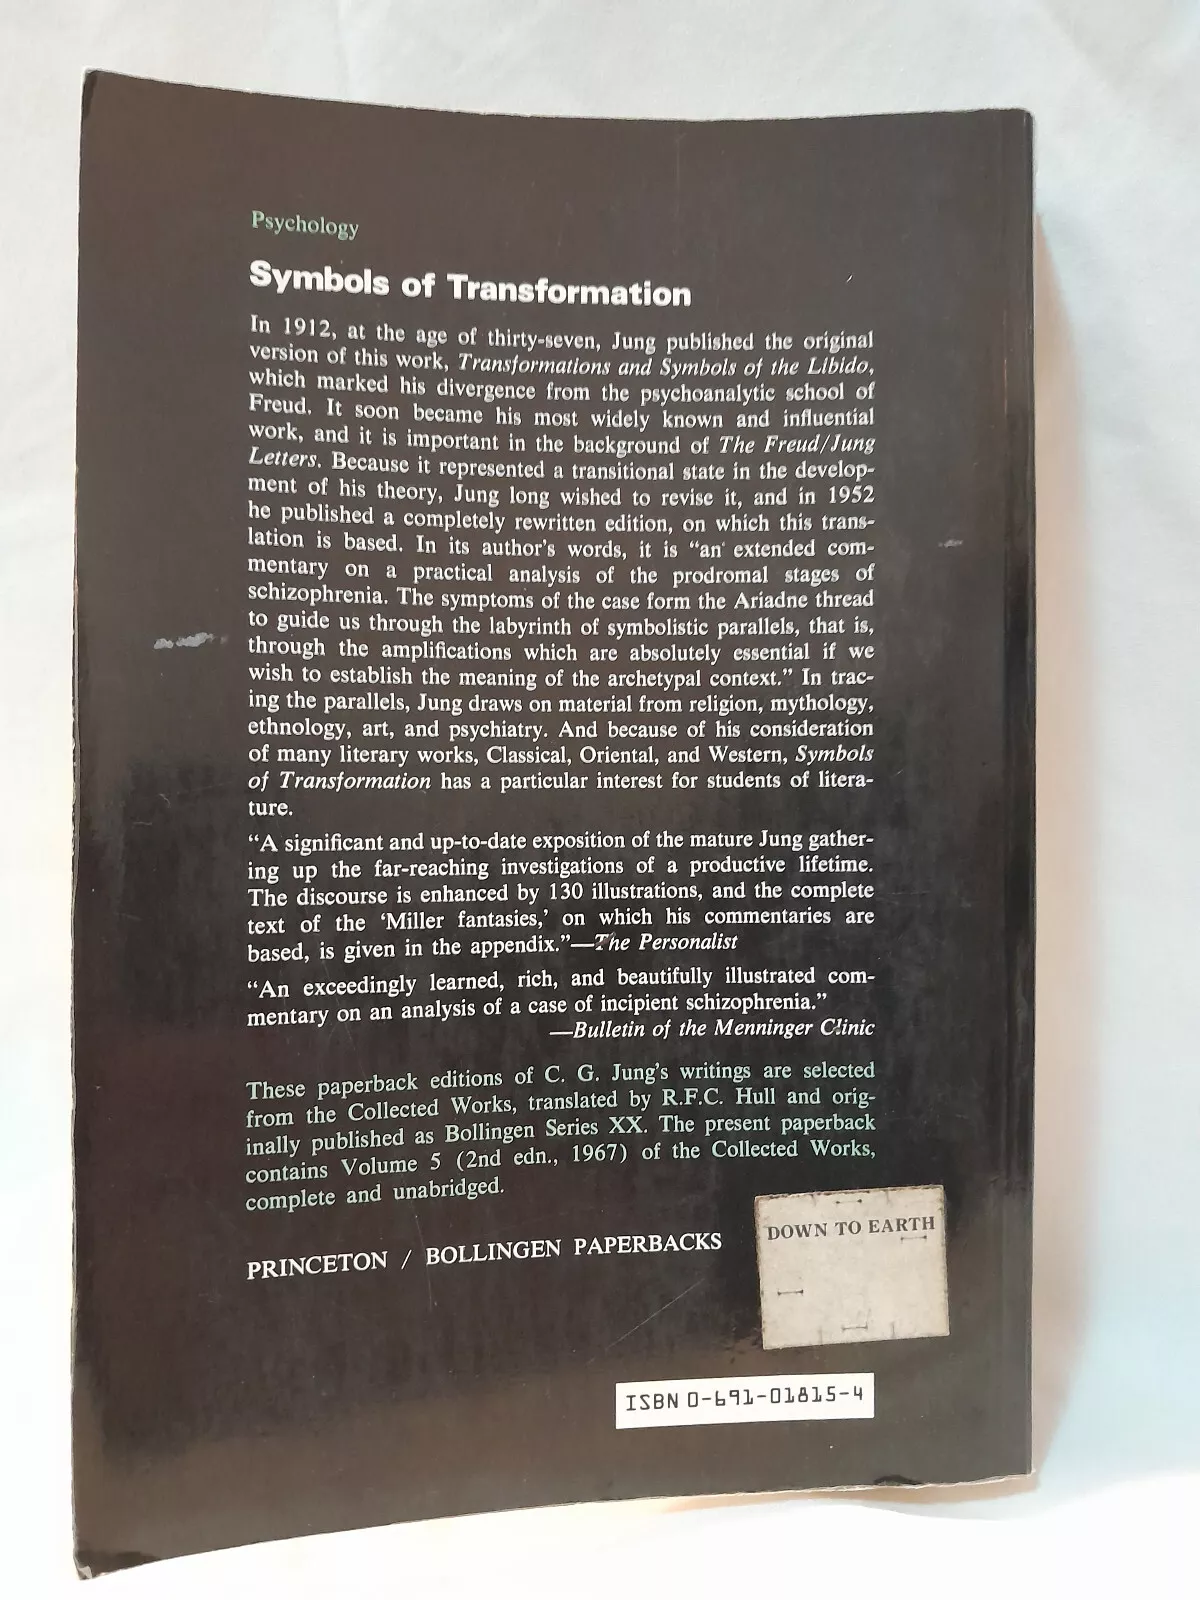 Psychology
Symbols of Transformation
In 1912, at the age of thirty-seven, Jung published the original
version of this work, Transformations and Symbols of the Libido,
which marked his divergence from the psychoanalytic school of
Freud. It soon became his most widely known and influential
work, and it is important in the background of The Freud/Jung
Letters. Because it represented a transitional state in the develop-
ment of his theory, Jung long wished to revise it, and in 1952
he published a completely rewritten edition, on which this trans-
lation is based. In its author's words, it is “an extended com-
mentary on a practical analysis of the prodromal stages of
schizophrenia. The symptoms of the case form the Ariadne thread
to guide us through the labyrinth of symbolistic parallels, that is,
through the amplifications which are absolutely essential if we
wish to establish the meaning of the archetypal context.” In trac-
ing the parallels, Jung draws on material from religion, mythology,
ethnology, art, and psychiatry. And because of his consideration
of many literary works, Classical, Oriental, and Western, Symbols
of Transformation has a particular interest for students of litera-
ture.
“A significant and up-to-date exposition of the mature Jung gather-
ing up the far-reaching investigations of a productive lifetime.
The discourse is enhanced by 130 illustrations, and the complete
text of the ‘Miller fantasies,’ on which his commentaries are
based, is given in the appendix.”—The Personalist
“An exceedingly learned, rich, and beautifully illustrated com-
mentary on an analysis of a case of incipient schizophrenia.”
—Bulletin of the Menninger Clinic
These paperback editions of C. G. Jung's writings are selected
from the Collected Works, translated by R.F.C. Hull and orig-
inally published as Bollingen Series XX. The present paperback
contains Volume 5 (2nd edn., 1967) of the Collected Works,
complete and unabridged.
PRINCETON / BOLLINGEN PAPERBACKS
DOWN TO EARTH
ISBN 0-691-01815-4